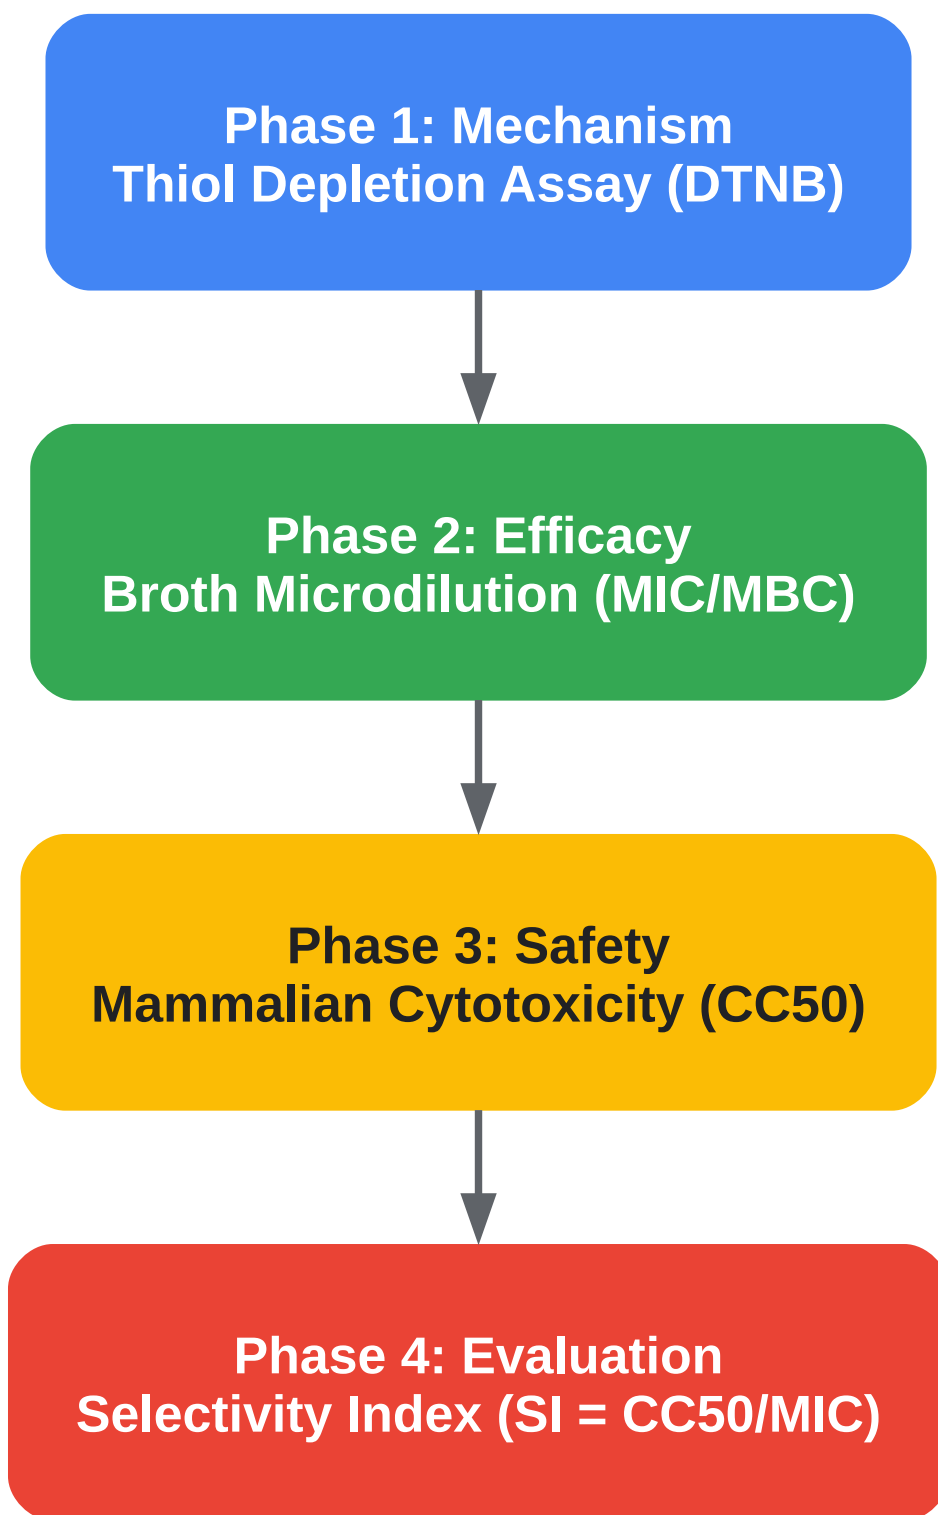 Phase 1: Mechanism
Thiol Depletion Assay (DTNB)
Phase 2: Efficacy
Broth Microdilution (MIC/MBC)
Phase 3: Safety
Mammalian Cytotoxicity (CC50)
Phase 4: Evaluation
Selectivity Index (SI = CC50/MIC)